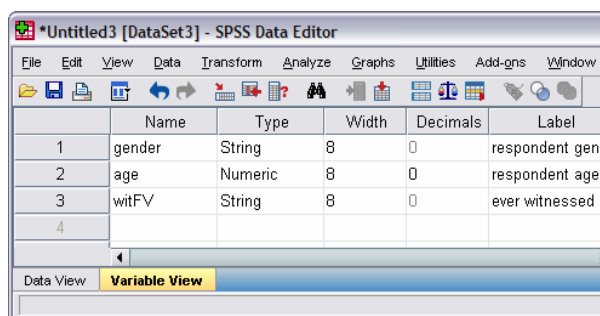 *Untitled3 [DataSet3] - SPSS Data Editor
File Edit View Data Transform Analyze Graphs Utilities Add-ons Window
Name Type Width Decimals Label
1 gender String 8 0 respondent gen
2 age Numeric 8 0 respondent age
3 witFV String 8 0 ever witnessed
4
Data View Variable View